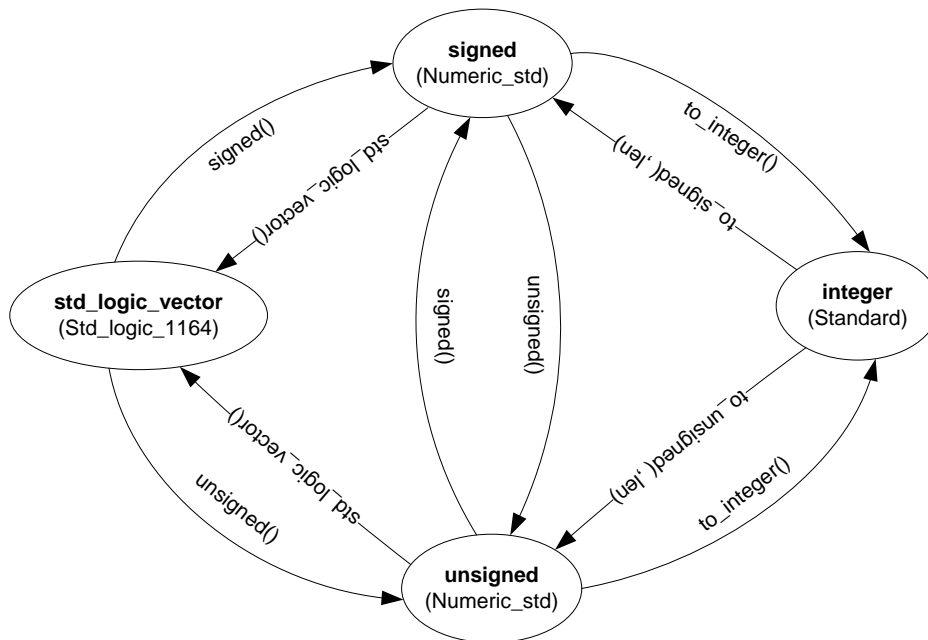 signed
(Numeric_std)
signed()
std_logic_vector()
to_signed(, len)
to_integer()
std_logic_vector
(Std_logic_1164)
signed()
unsigned()
integer
(Standard)
unsigned()
std_logic_vector()
to_unsigned(, len)
to_integer()
unsigned
(Numeric_std)